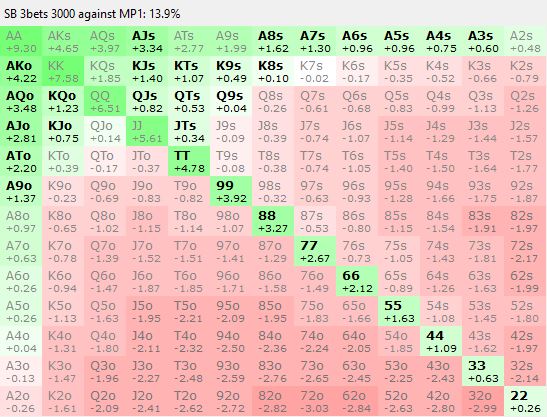 SB 3bets 3000 against MP1: 13.9%
AA AKs AQs AJs ATs A9s A8s A7s A6s A5s A4s A3s A2s
+9.30 +4.65 +3.97 +3.34 +2.77 +1.99 +1.62 +1.30 +0.96 +0.96 +0.75 +0.60 +0.48
AKo KK KQs KJs KTs K9s K8s K7s K6s K5s K4s K3s K2s
+4.22 +7.58 +1.85 +1.40 +1.07 +0.49 +0.10 -0.02 -0.17 -0.35 -0.52 -0.66 -0.79
AQo KQo QQ QJs QTs Q9s Q8s Q7s Q6s Q5s Q4s Q3s Q2s
+3.48 +1.23 +6.51 +0.82 +0.53 +0.04 -0.26 -0.61 -0.68 -0.83 -0.99 -1.13 -1.26
AJo KJo QJo JJ JTs J9s J8s J7s J6s J5s J4s J3s J2s
+2.81 +0.75 +0.14 +5.61 +0.34 -0.09 -0.39 -0.74 -1.07 -1.14 -1.29 -1.44 -1.57
ATo KTo QTo JTo TT T9s T8s T7s T6s T5s T4s T3s T2s
+2.20 +0.39 -0.17 -0.37 +4.78 -0.08 -0.38 -0.74 -1.05 -1.40 -1.50 -1.64 -1.77
A9o K9o Q9o J9o T9o 99 98s 97s 96s 95s 94s 93s 92s
+1.37 -0.23 -0.69 -0.83 -0.82 +3.92 -0.32 -0.63 -0.93 -1.28 -1.66 -1.75 -1.87
A8o K8o Q8o J8o T8o 98o 88 87s 86s 85s 84s 83s 82s
+0.97 -0.65 -1.02 -1.15 -1.14 -1.07 +3.27 -0.53 -0.80 -1.15 -1.54 -1.91 -1.97
A7o K7o Q7o J7o T7o 97o 87o 77 76s 75s 74s 73s 72s
+0.63 -0.78 -1.39 -1.52 -1.51 -1.41 -1.29 +2.67 -0.73 -1.05 -1.43 -1.81 -2.17
A6o K6o Q6o J6o T6o 96o 86o 76o 66 65s 64s 63s 62s
+0.26 -0.94 -1.47 -1.87 -1.85 -1.71 -1.58 -1.49 +2.12 -0.89 -1.26 -1.63 -1.99
A5o K5o Q5o J5o T5o 95o 85o 75o 65o 55 54s 53s 52s
+0.26 -1.13 -1.63 -1.95 -2.21 -2.09 -1.95 -1.83 -1.66 +1.63 -1.08 -1.45 -1.80
A4o K4o Q4o J4o T4o 94o 84o 74o 64o 54o 44 43s 42s
+0.04 -1.31 -1.80 -2.11 -2.32 -2.50 -2.36 -2.24 -2.05 -1.85 +1.09 -1.62 -1.97
A3o K3o Q3o J3o T3o 93o 83o 73o 63o 53o 43o 33 32s
-0.13 -1.47 -1.96 -2.27 -2.48 -2.59 -2.76 -2.65 -2.45 -2.25 -2.43 +0.63 -2.14
A2o K2o Q2o J2o T2o 92o 82o 72o 62o 52o 42o 32o 22
-0.26 -1.61 -2.09 -2.41 -2.62 -2.72 -2.82 -3.03 -2.84 -2.62 -2.80 -2.99 +0.26